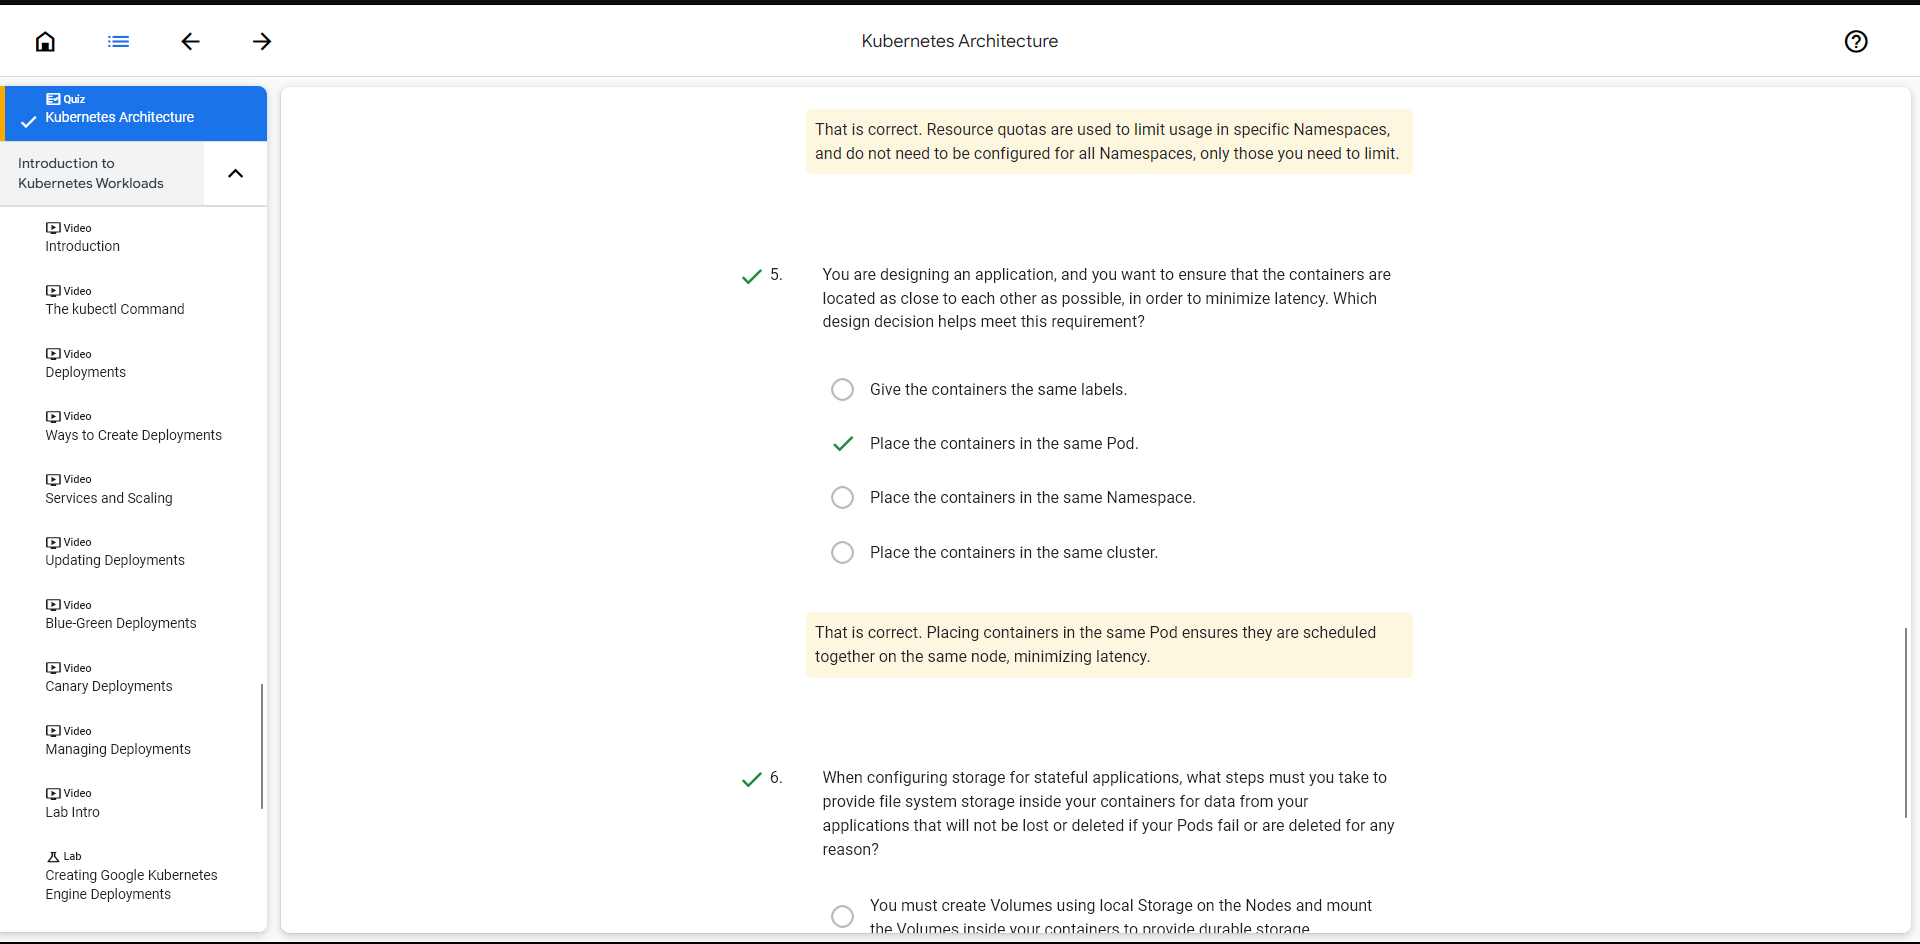 Kubernetes Architecture
Quiz
Kubernetes Architecture
Introduction to
Kubernetes Workloads
Video
Introduction
Video
The kubectl Command
Video
Deployments
Video
Ways to Create Deployments
Video
Services and Scaling
Video
Updating Deployments
Video
Blue-Green Deployments
Video
Canary Deployments
Video
Managing Deployments
Video
Lab Intro
Lab
Creating Google Kubernetes
Engine Deployments
That is correct. Resource quotas are used to limit usage in specific Namespaces,
and do not need to be configured for all Namespaces, only those you need to limit.
5. You are designing an application, and you want to ensure that the containers are
located as close to each other as possible, in order to minimize latency. Which
design decision helps meet this requirement?
Give the containers the same labels.
Place the containers in the same Pod.
Place the containers in the same Namespace.
Place the containers in the same cluster.
That is correct. Placing containers in the same Pod ensures they are scheduled
together on the same node, minimizing latency.
6. When configuring storage for stateful applications, what steps must you take to
provide file system storage inside your containers for data from your
applications that will not be lost or deleted if your Pods fail or are deleted for any
reason?
You must create Volumes using local Storage on the Nodes and mount
the Volumes inside your containers to provide durable storage